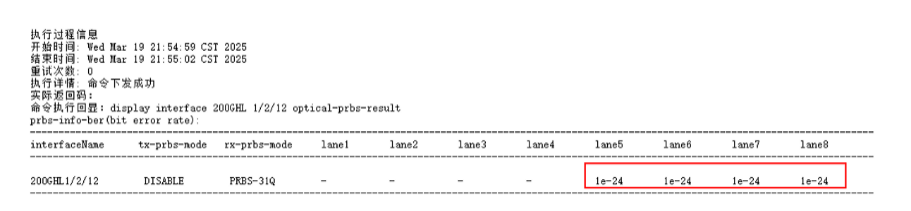 执行过程信息
开始时间: Wed Mar 19 21:54:59 CST 2025
结束时间: Wed Mar 19 21:55:02 CST 2025
重试次数: 0
执行详情: 命令下发成功
实际返回码:
命令执行回显: display interface 200GHL 1/2/12 optical-prbs-result
prbs-info-ber(bit error rate):
interfaceName tx-prbs-mode rx-prbs-mode lane1 lane2 lane3 lane4 lane5 lane6 lane7 lane8
200GHL1/2/12 DISABLE PRBS-31Q - - - - 1e-24 1e-24 1e-24 1e-24